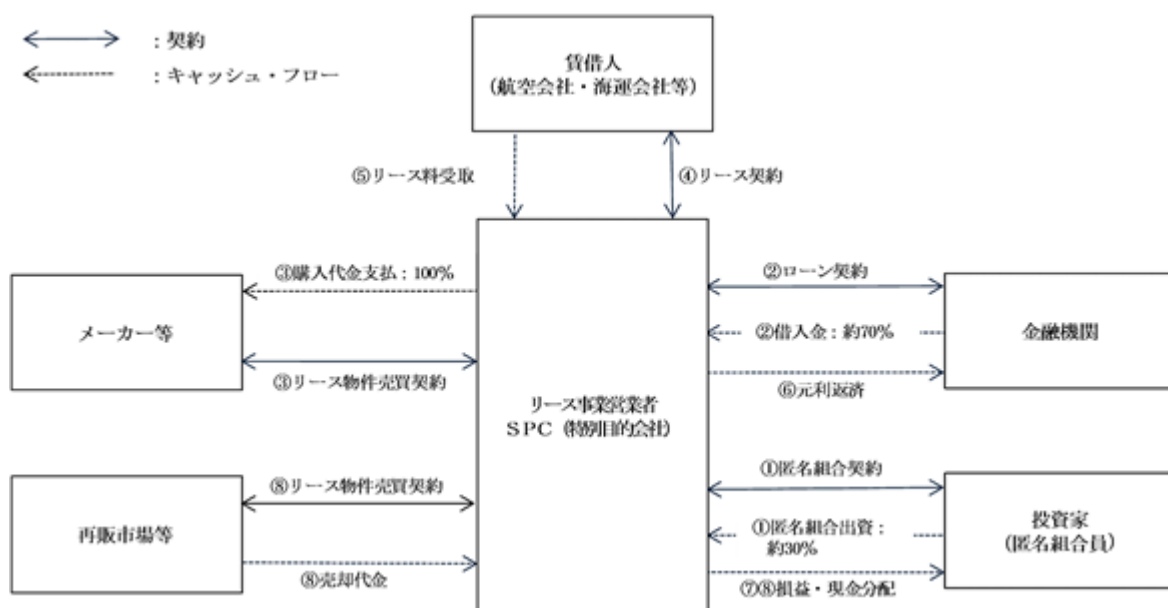 ：契約
：キャッシュ・フロー
賃借人
（航空会社・海運会社等）
⑤リース料受取
④リース契約
③購入代金支払：100%
メーカー等
③リース物件売買契約
②ローン契約
②借入金：約70%
金融機関
⑥元利返済
リース事業営業者
ＳＰＣ（特別目的会社）
⑧リース物件売買契約
再販市場等
⑧売却代金
①匿名組合契約
①匿名組合出資：
約30%
投資家
（匿名組合員）
⑦⑧損益・現金分配